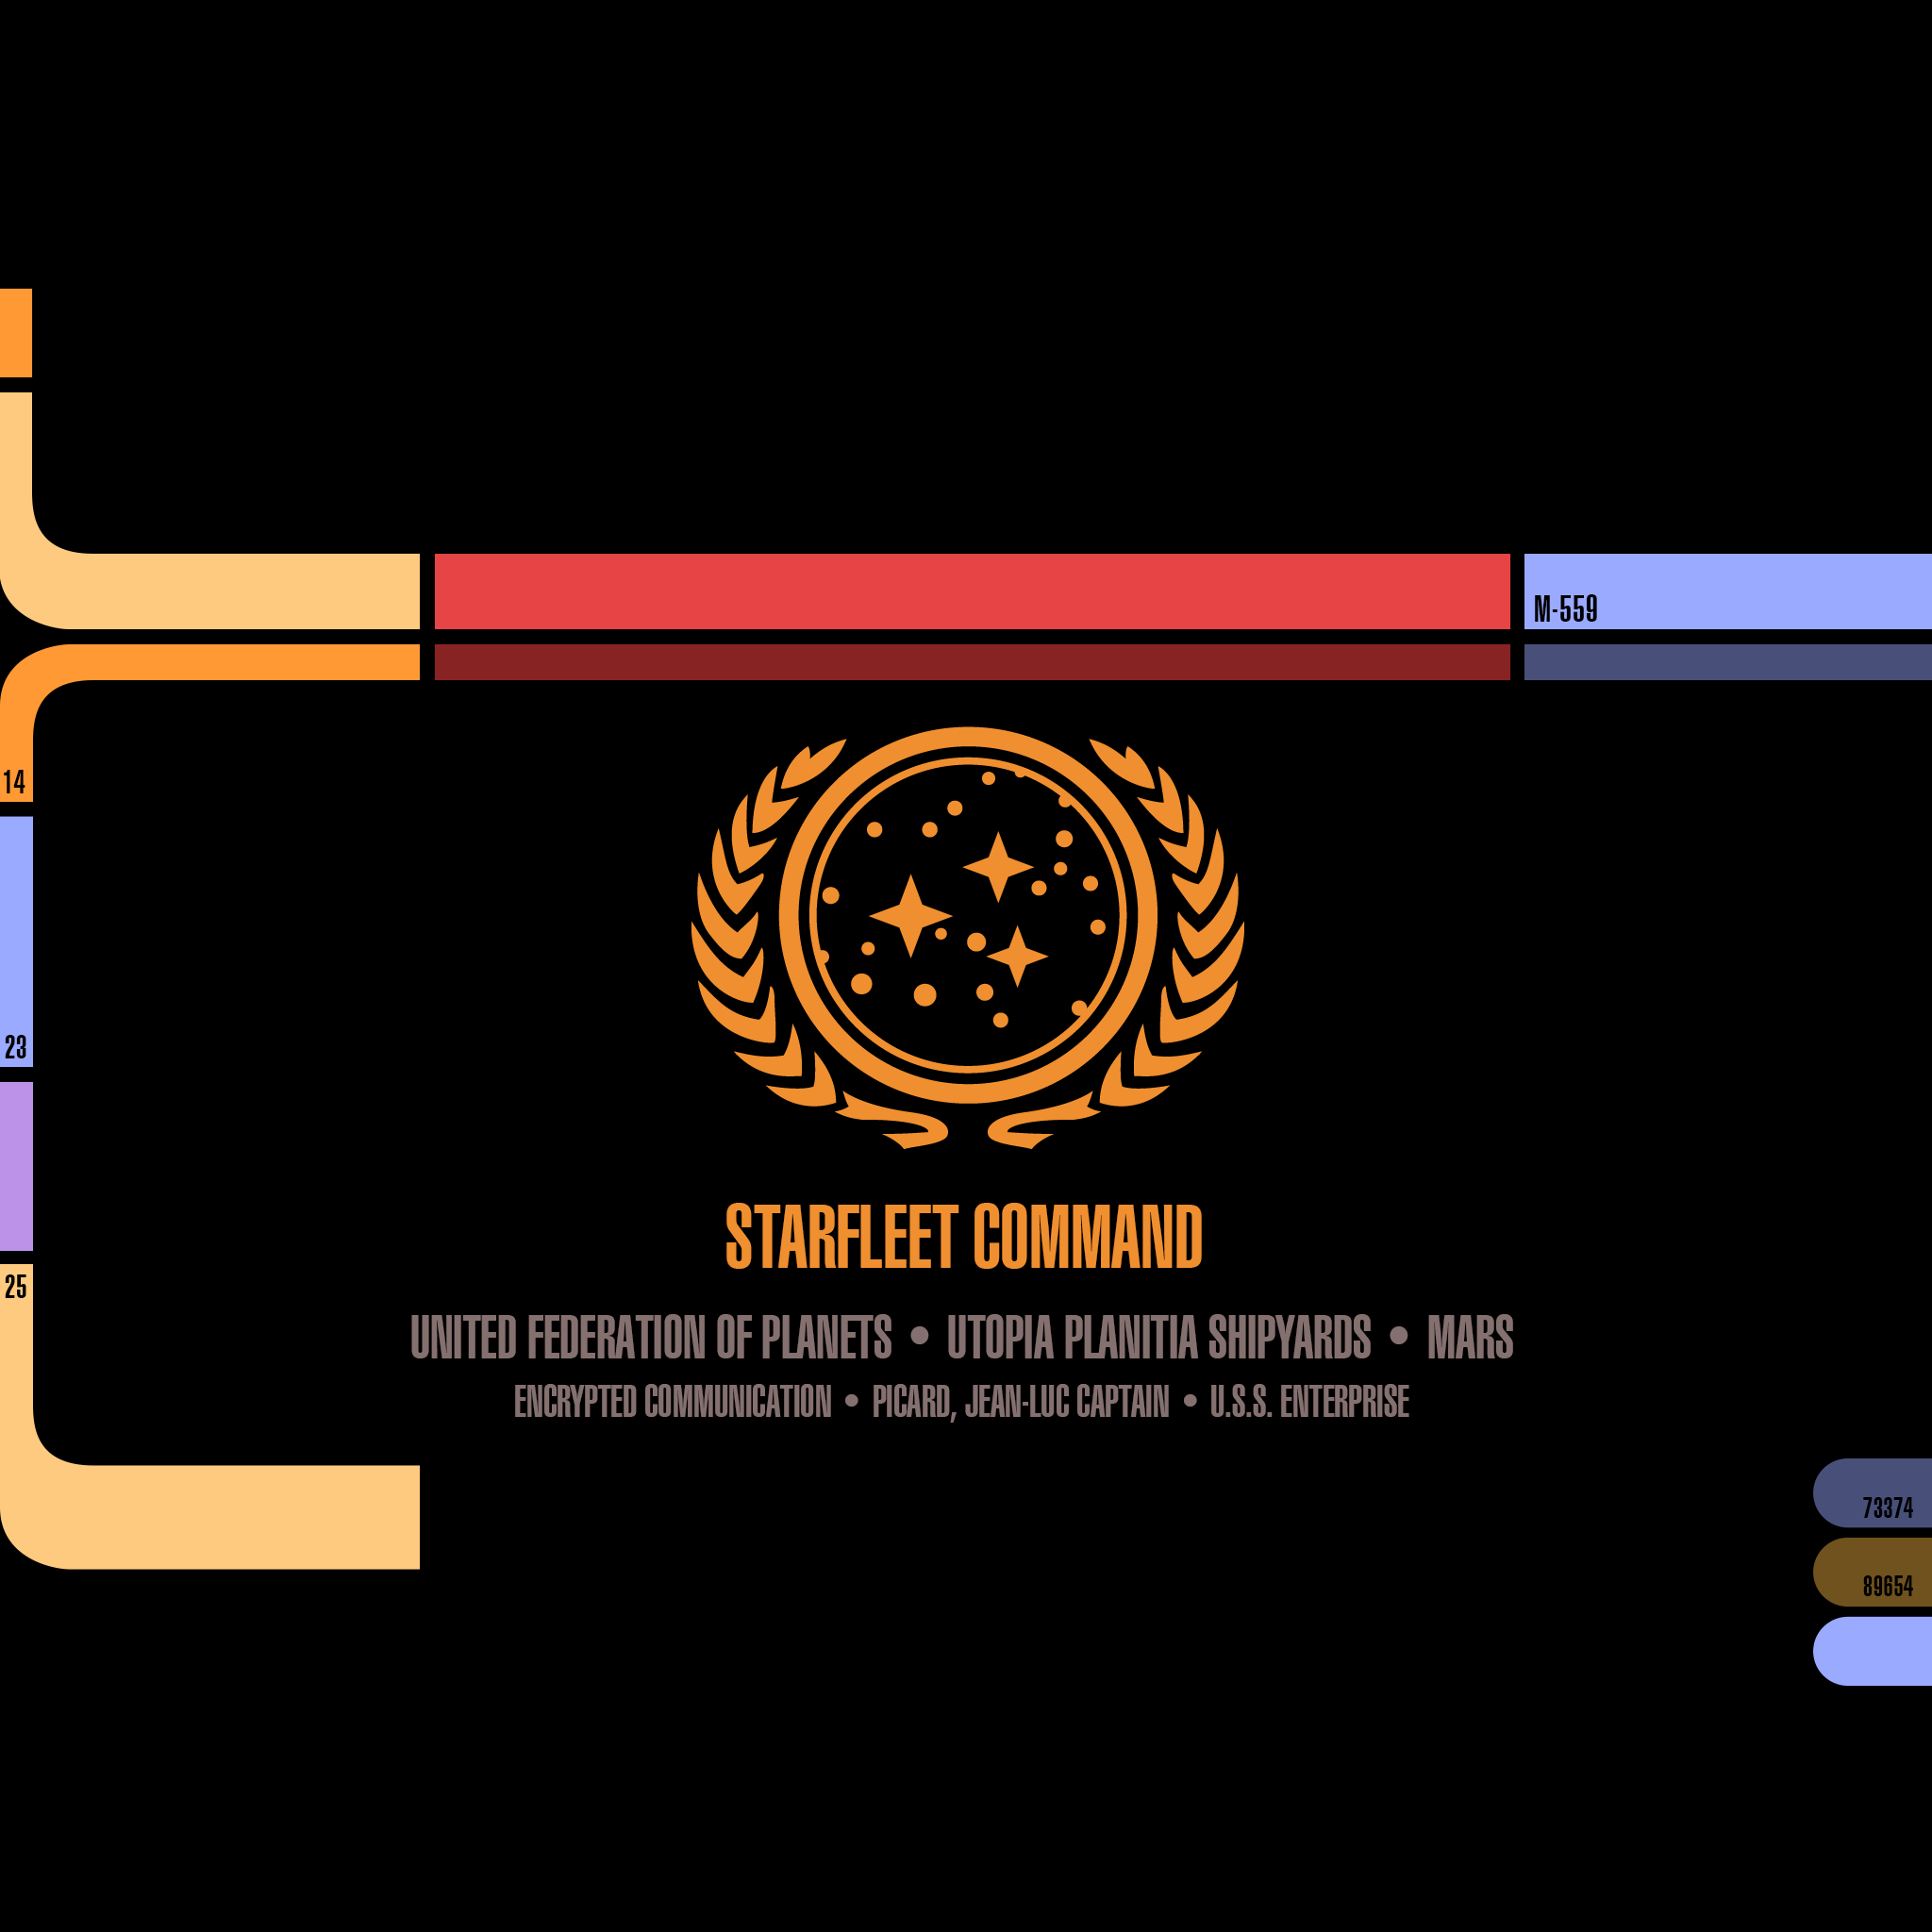 M-559
14
23
25
STARFLEET COMMAND
UNITED FEDERATION OF PLANETS • UTOPIA PLANITIA SHIPYARDS • MARS
ENCRYPTED COMMUNICATION • PICARD, JEAN-LUC CAPTAIN • U.S.S. ENTERPRISE
73374
89654